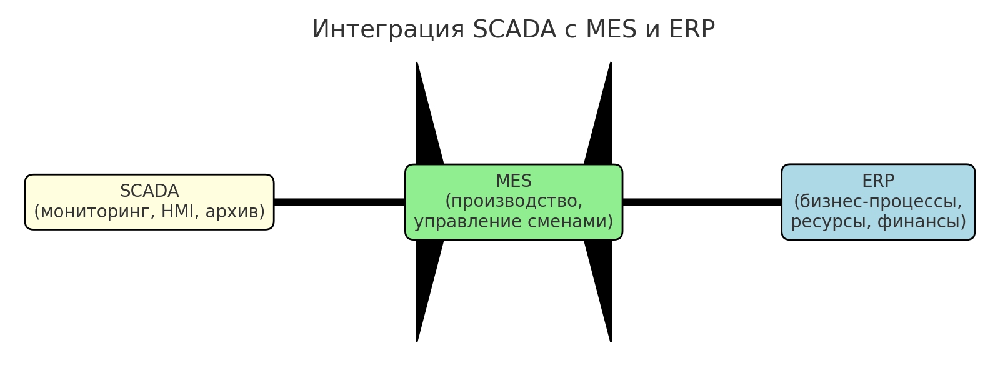 Интеграция SCADA с MES и ERP
SCADA
(мониторинг, HMI, архив)
MES
(производство,
управление сменами)
ERP
(бизнес-процессы,
ресурсы, финансы)